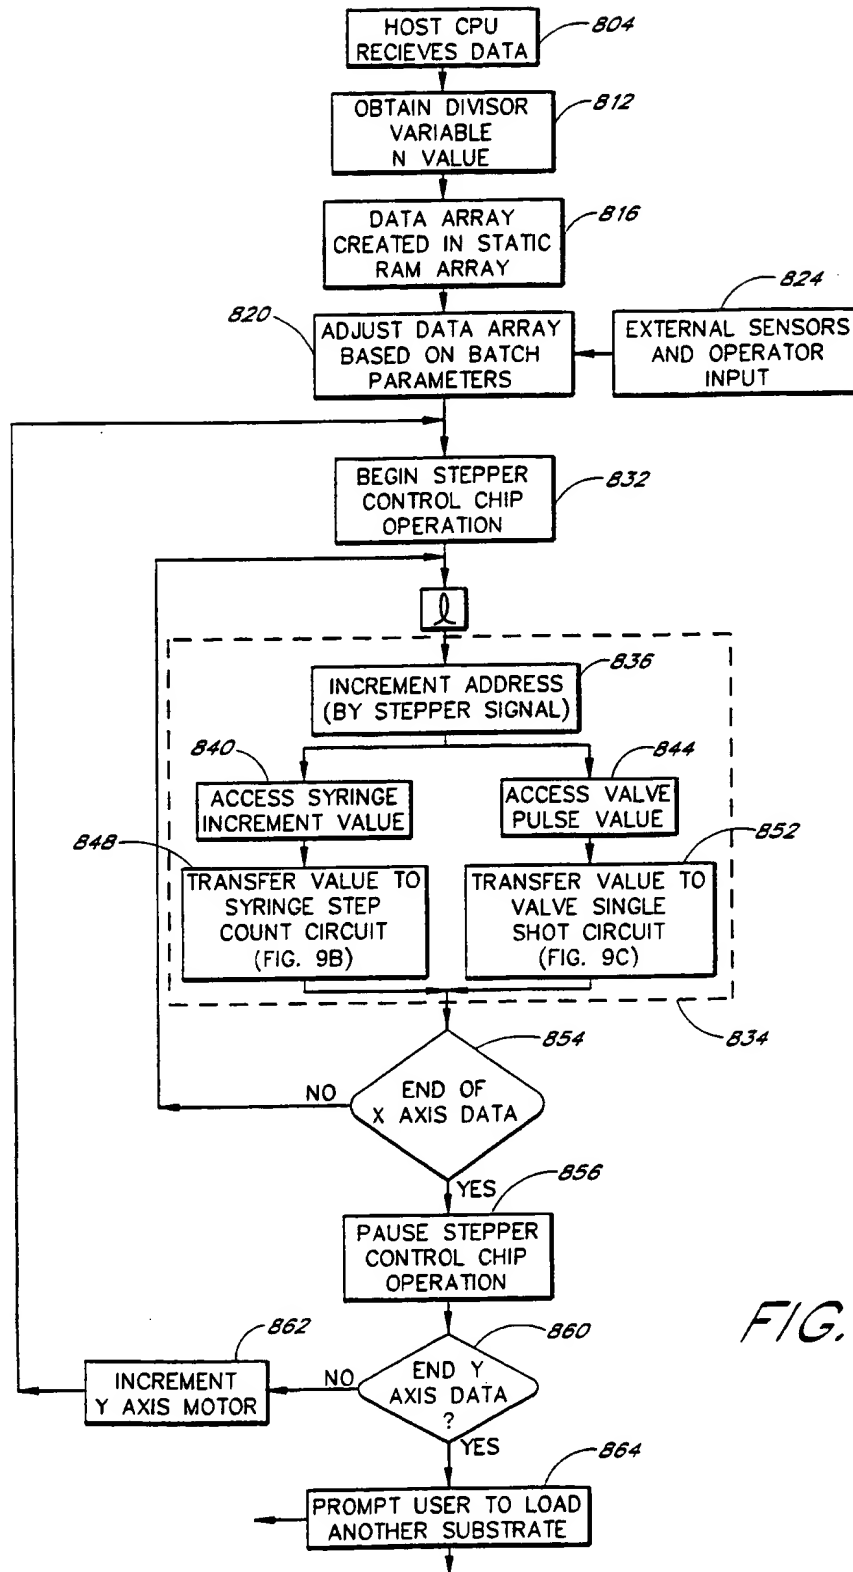 HOST CPU
RECIEVES DATA
804
OBTAIN DIVISOR
VARIABLE
N VALUE
812
DATA ARRAY
CREATED IN STATIC
RAM ARRAY
816
820
ADJUST DATA ARRAY
BASED ON BATCH
PARAMETERS
824
EXTERNAL SENSORS
AND OPERATOR
INPUT
BEGIN STEPPER
CONTROL CHIP
OPERATION
832
l
836
INCREMENT ADDRESS
(BY STEPPER SIGNAL)
840
ACCESS SYRINGE
INCREMENT VALUE
844
ACCESS VALVE
PULSE VALUE
848
TRANSFER VALUE TO
SYRINGE STEP
COUNT CIRCUIT
(FIG. 9B)
852
TRANSFER VALUE TO
VALVE SINGLE
SHOT CIRCUIT
(FIG. 9C)
834
854
END OF
X AXIS DATA
NO
YES
856
PAUSE STEPPER
CONTROL CHIP
OPERATION
860
END Y
AXIS DATA
?
NO
862
INCREMENT
Y AXIS MOTOR
YES
864
PROMPT USER TO LOAD
ANOTHER SUBSTRATE
FIG.